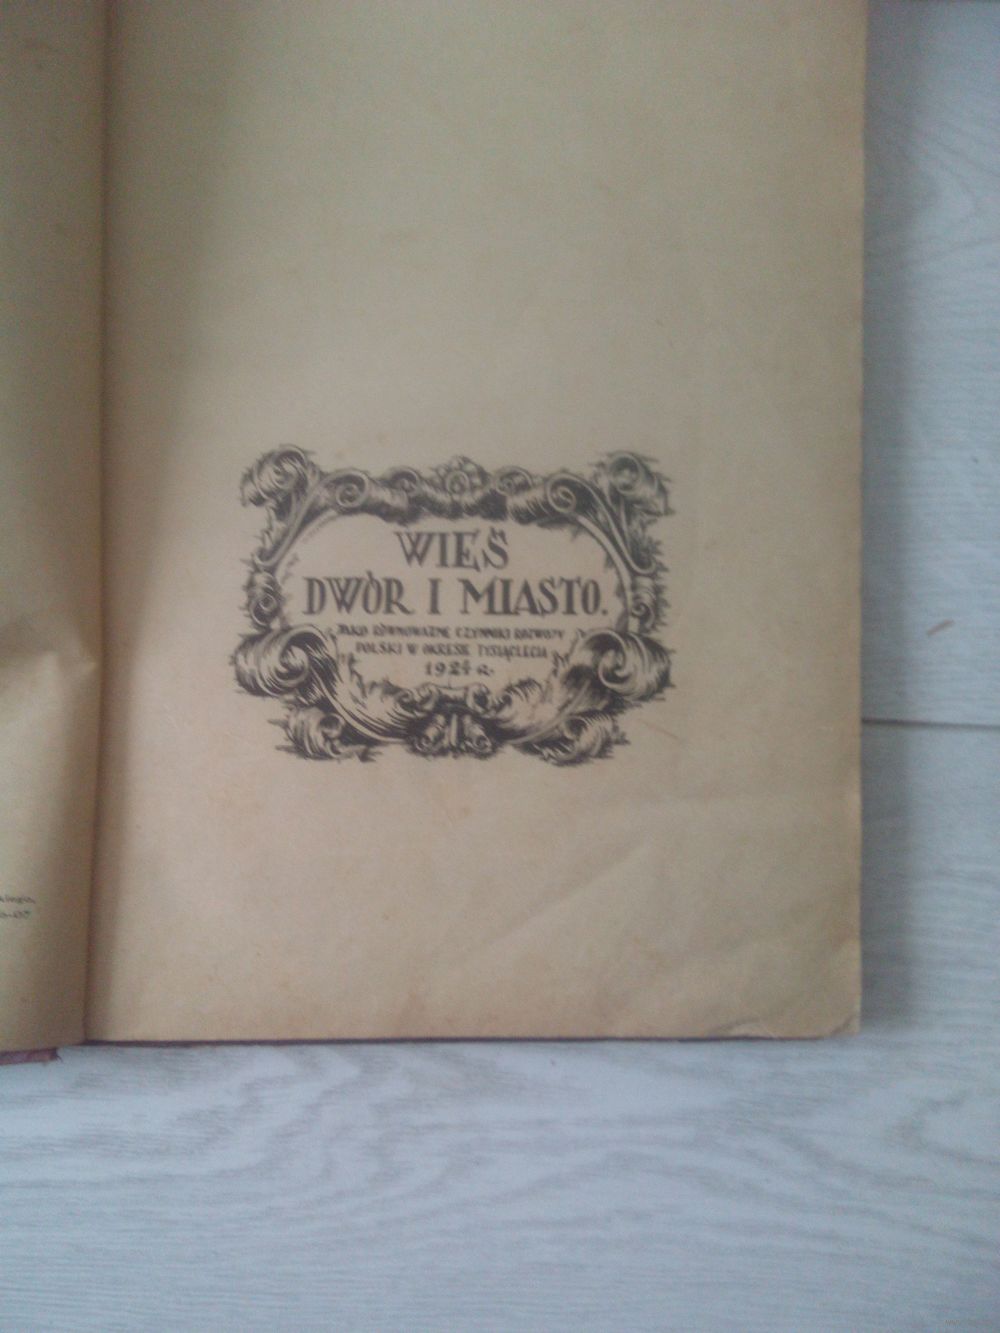 WIEŚ
DWÓR I MIASTO.
JAKO RÓWNOWAŻNE CZYNNIKI ROZWOJU
POLSKI W OKRESIE TYSIĄCLECIA
1924 R.